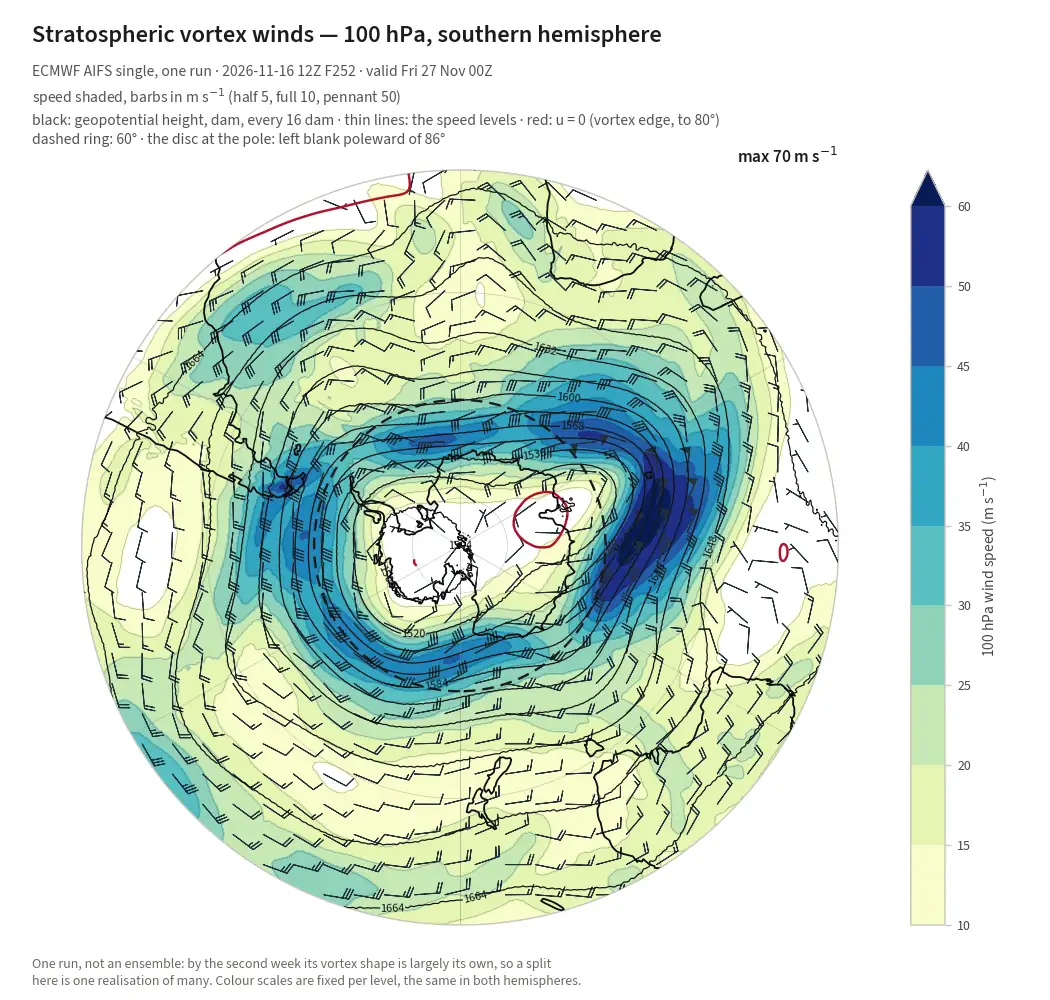 Stratospheric vortex winds — 100 hPa, southern hemisphere
ECMWF AIFS single, one run · 2026-11-16 12Z F252 · valid Fri 27 Nov 00Z
speed shaded, barbs in m s⁻¹ (half 5, full 10, pennant 50)
black: geopotential height, dam, every 16 dam · thin lines: the speed levels · red: u = 0 (vortex edge, to 80°)
dashed ring: 60° · the disc at the pole: left blank poleward of 86°
max 70 m s⁻¹
60
50
45
40
35
30
25
20
15
10
100 hPa wind speed (m s⁻¹)
1664
1632
1600
1568
1648
1520
1584
1664
1664
One run, not an ensemble: by the second week its vortex shape is largely its own, so a split
here is one realisation of many. Colour scales are fixed per level, the same in both hemispheres.